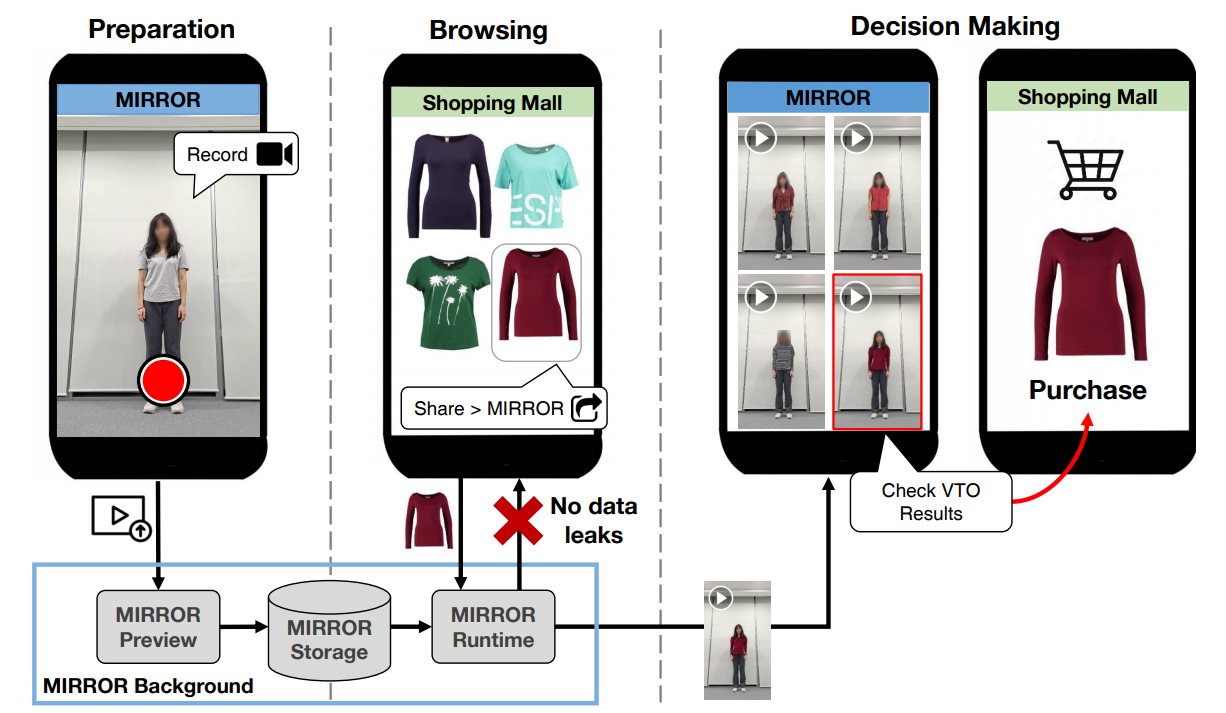 Preparation
Browsing
Decision Making
MIRROR
Record
Shopping Mall
ESP
Share > MIRROR
MIRROR
Shopping Mall
Purchase
Check VTO
Results
No data
leaks
MIRROR
Preview
MIRROR
Storage
MIRROR
Runtime
MIRROR Background